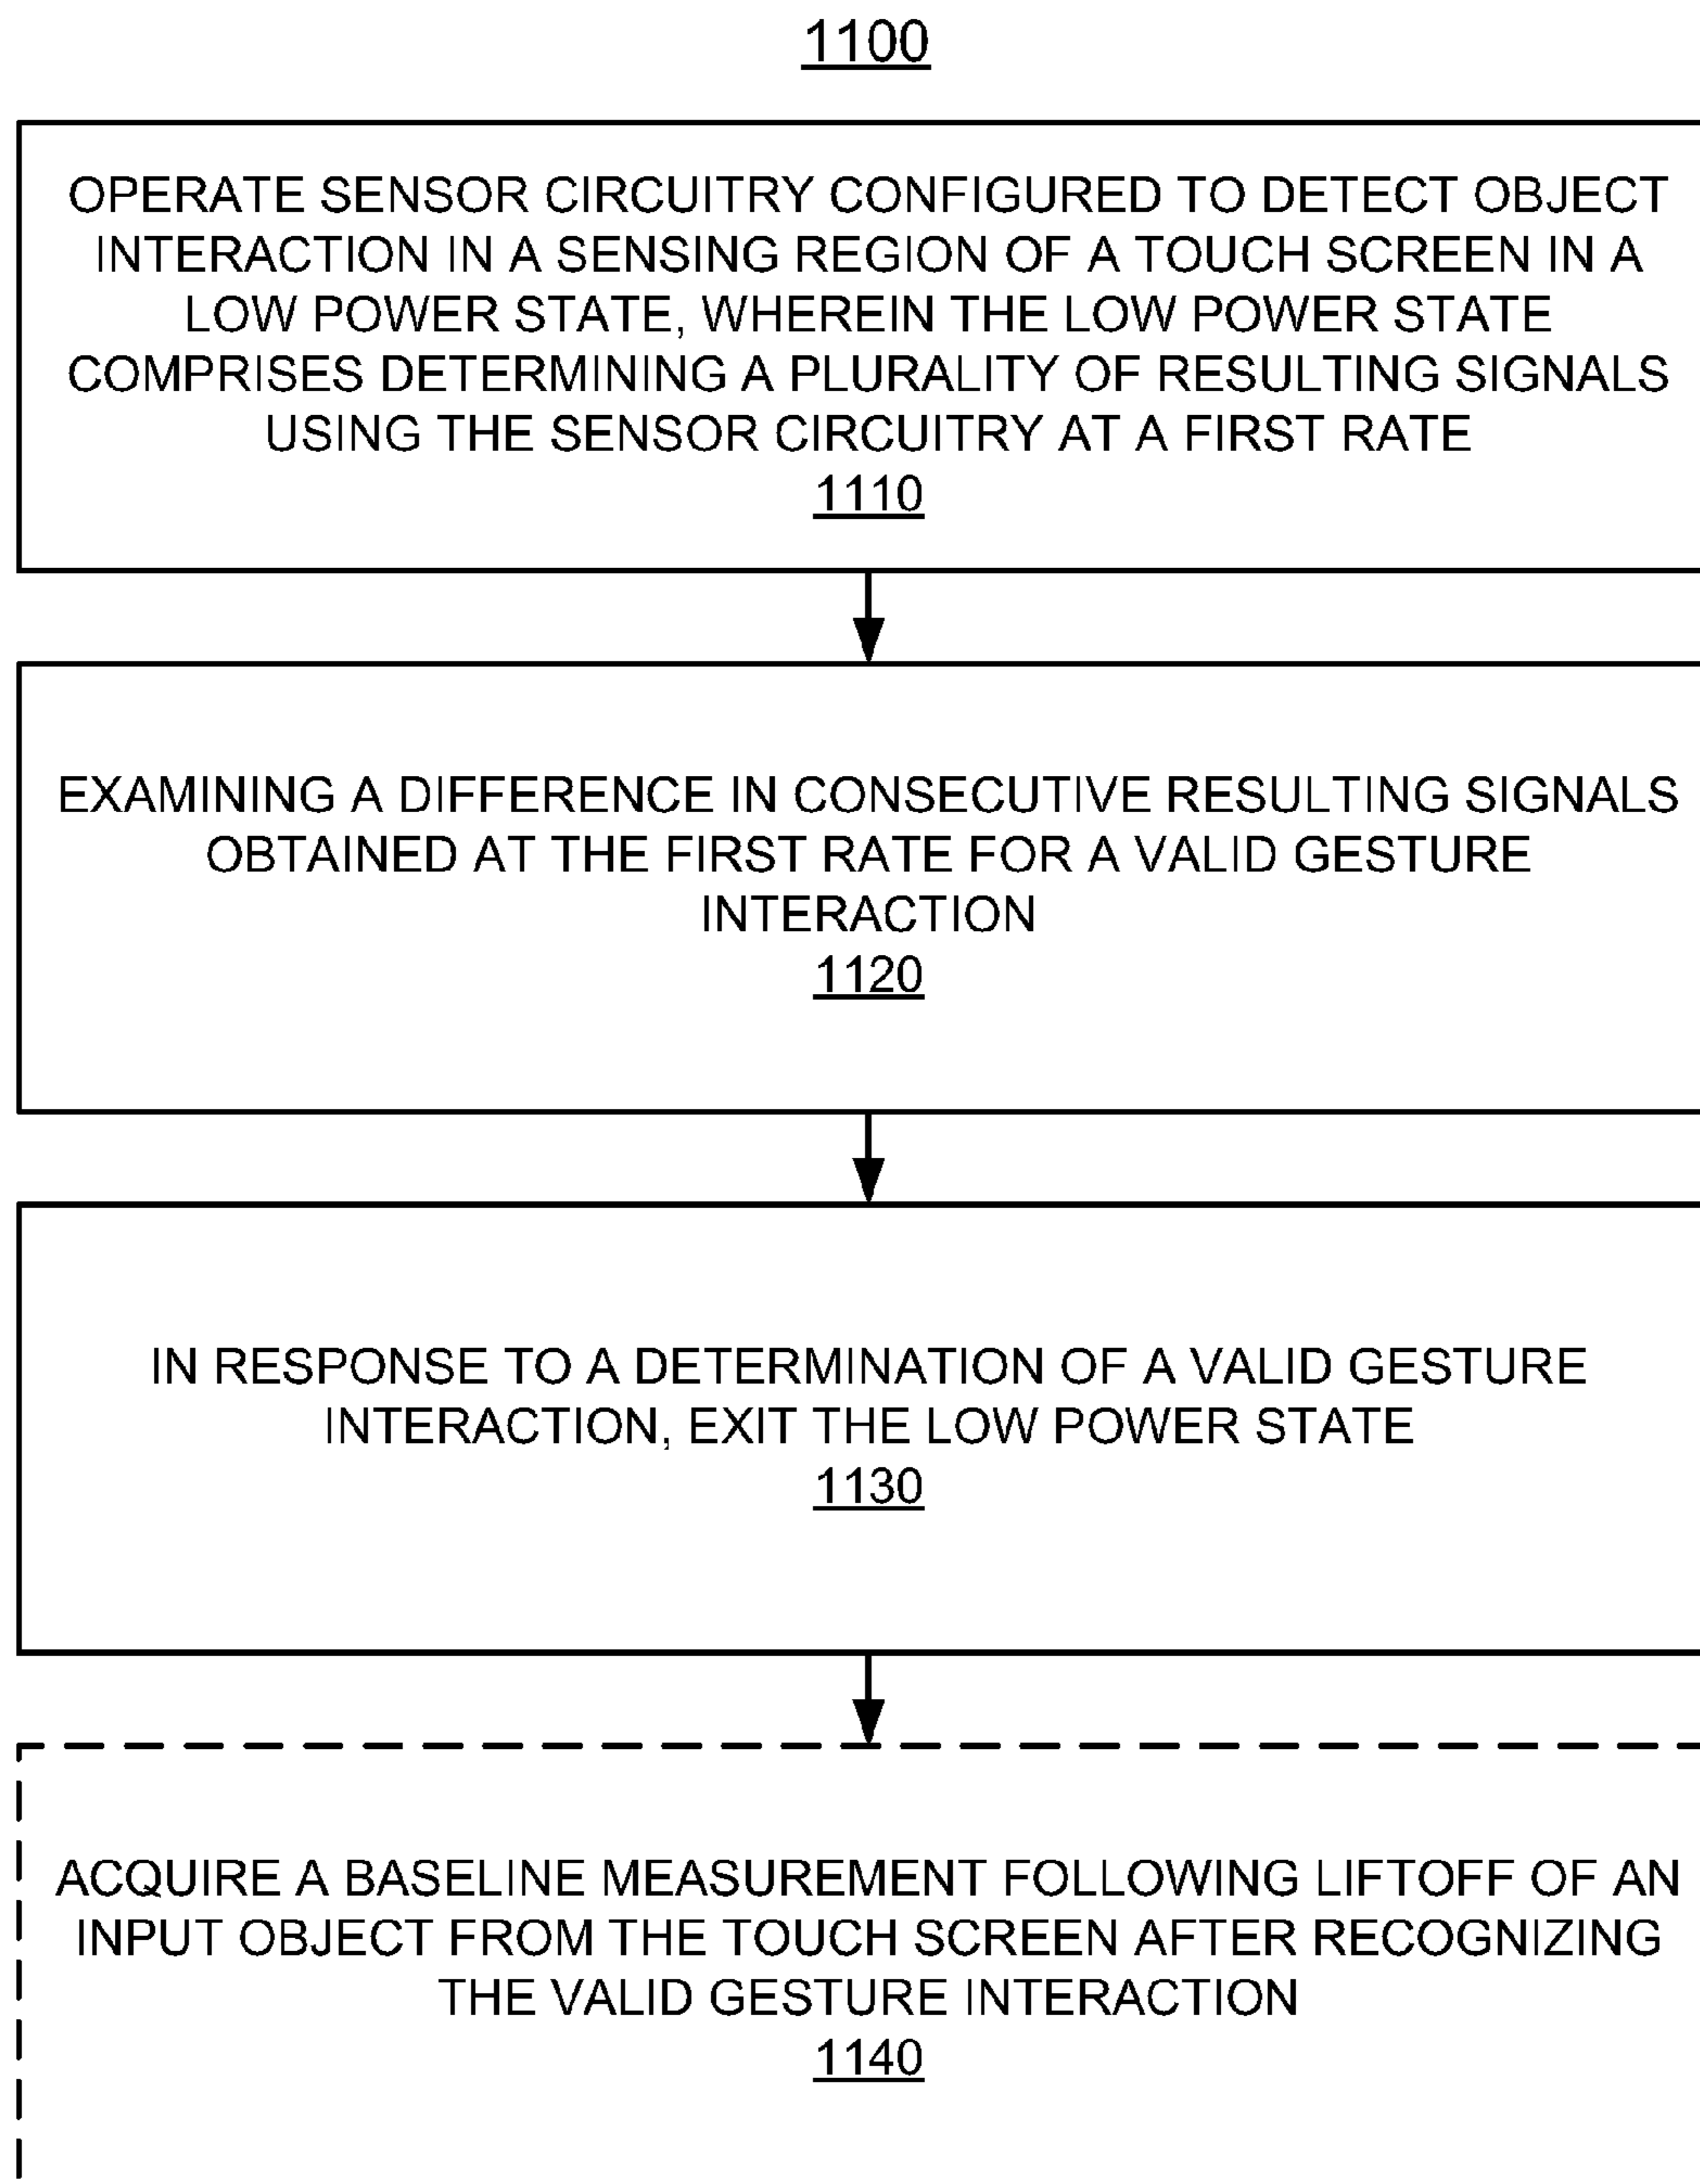 1100
OPERATE SENSOR CIRCUITRY CONFIGURED TO DETECT OBJECT
INTERACTION IN A SENSING REGION OF A TOUCH SCREEN IN A
LOW POWER STATE, WHEREIN THE LOW POWER STATE
COMPRISES DETERMINING A PLURALITY OF RESULTING SIGNALS
USING THE SENSOR CIRCUITRY AT A FIRST RATE
1110
EXAMINING A DIFFERENCE IN CONSECUTIVE RESULTING SIGNALS
OBTAINED AT THE FIRST RATE FOR A VALID GESTURE
INTERACTION
1120
IN RESPONSE TO A DETERMINATION OF A VALID GESTURE
INTERACTION, EXIT THE LOW POWER STATE
1130
ACQUIRE A BASELINE MEASUREMENT FOLLOWING LIFTOFF OF AN
INPUT OBJECT FROM THE TOUCH SCREEN AFTER RECOGNIZING
THE VALID GESTURE INTERACTION
1140